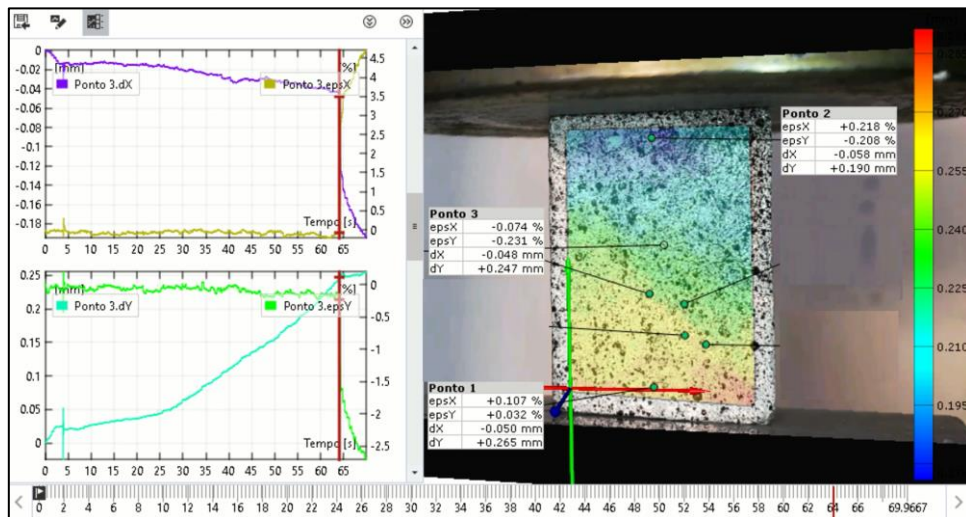 0
-0.02
-0.04
-0.06
-0.08
-0.1
-0.12
-0.14
-0.16
-0.18
[mm]
Ponto 3.dX
[%]
Ponto 3.epsX
4.5
4
3.5
3
2.5
2
1.5
1
0.5
0
Tempo [s]
0 5 10 15 20 25 30 35 40 45 50 55 60 65
0.25
0.2
0.15
0.1
0.05
0
[mm]
Ponto 3.dY
[%]
Ponto 3.epsY
0
-0.5
-1
-1.5
-2
-2.5
Tempo [s]
0 5 10 15 20 25 30 35 40 45 50 55 60 65
Ponto 2
epsX +0.218 %
epsY -0.208 %
dX -0.058 mm
dY +0.190 mm
Ponto 3
epsX -0.074 %
epsY -0.231 %
dX -0.048 mm
dY +0.247 mm
Ponto 1
epsX +0.107 %
epsY +0.032 %
dX -0.050 mm
dY +0.265 mm
0.295
0.255
0.240
0.225
0.210
0.195
0 2 4 6 8 10 12 14 16 18 20 22 24 26 28 30 32 34 36 38 40 42 44 46 48 50 52 54 56 58 60 62 64 66 69.9667